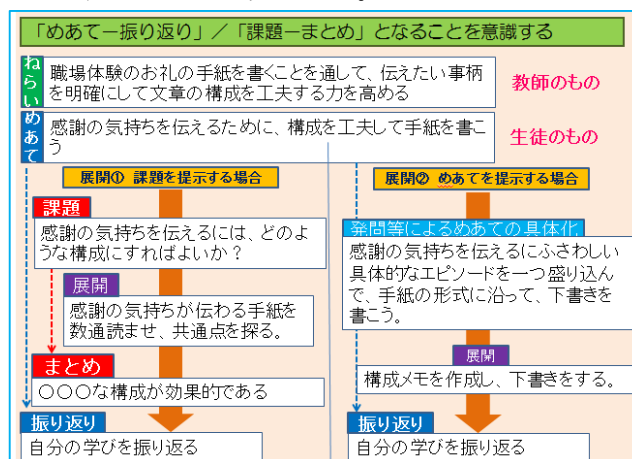 「めあてー振り返り」／「課題ーまとめ」となることを意識する
ねらい
職場体験のお礼の手紙を書くことを通して、伝えたい事柄
を明確にして文章の構成を工夫する力を高める
教師のもの
めあて
感謝の気持ちを伝えるために、構成を工夫して手紙を書こ
う
生徒のもの
展開① 課題を提示する場合
課題
感謝の気持ちを伝えるには、どのよ
うな構成にすればよいか？
展開
感謝の気持ちが伝わる手紙を
数通読ませ、共通点を探る。
まとめ
〇〇〇な構成が効果的である
振り返り
自分の学びを振り返る
展開② めあてを提示する場合
発問等によるめあての具体化
感謝の気持ちを伝えるにふさわしい
具体的なエピソードを一つ盛り込ん
で、手紙の形式に沿って、下書きを
書こう。
展開
構成メモを作成し、下書きをする。
振り返り
自分の学びを振り返る